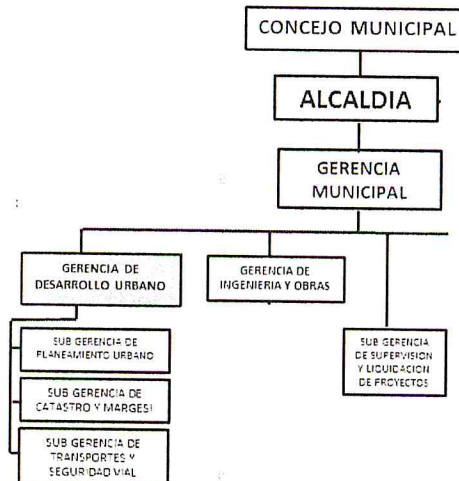 CONCEJO MUNICIPAL
ALCALDIA
GERENCIA
MUNICIPAL
GERENCIA DE
DESARROLLO URBANO
GERENCIA DE
INGENIERIA Y OBRAS
SUB GERENCIA DE
PLANEAMIENTO URBANO
SUB GERENCIA DE
CATASTRO Y MARGESI
SUB GERENCIA DE
TRANSPORTES Y
SEGURIDAD VIAL
SUB GERENCIA
DE SUPERVISION
Y LIQUIDACION
DE PROYECTOS